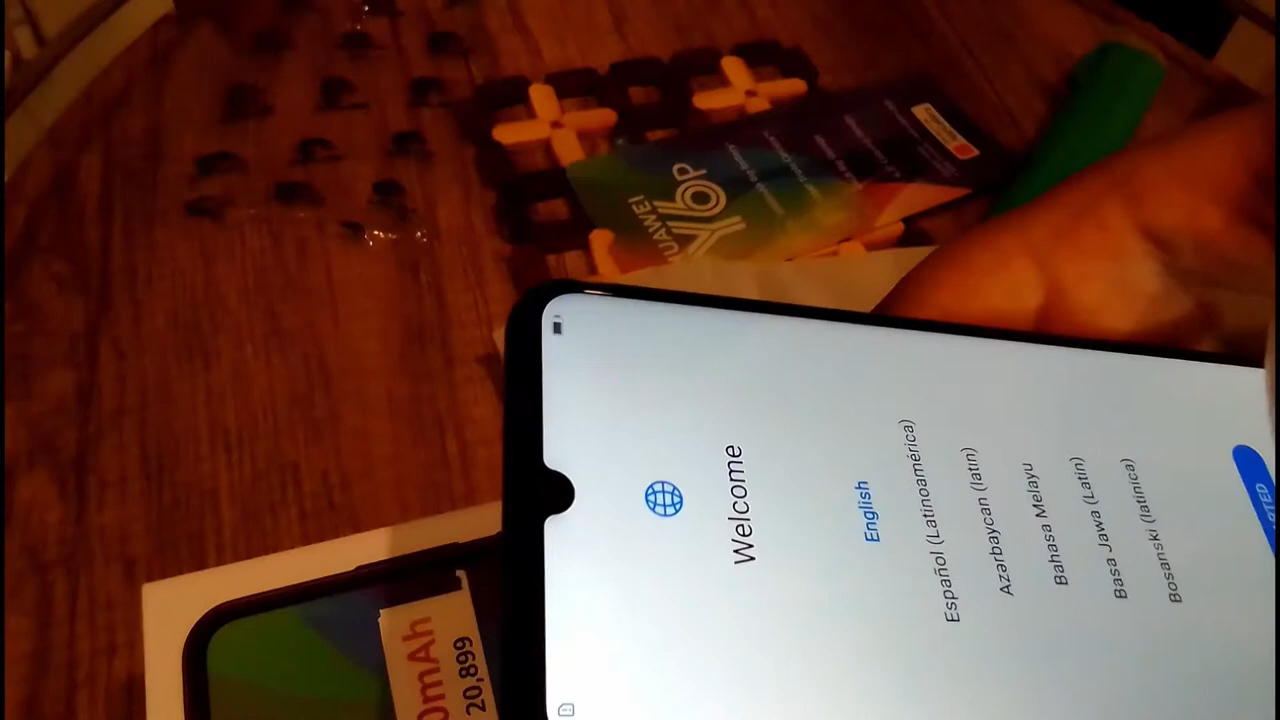 HUAWEI
Y6p
Welcome
English
Español (Latinoamérica)
Azərbaycan (latın)
Bahasa Melayu
Basa Jawa (Latin)
Bosanski (latinica)
0mAh
20,899